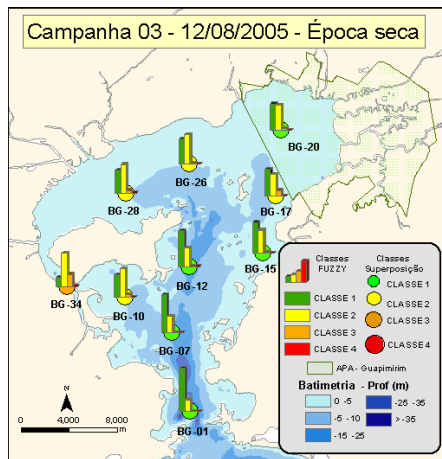 Campanha 03 - 12/08/2005 - Época seca
BG-20
BG-26
BG-28
BG-17
BG-15
BG-12
BG-34
BG-10
BG-07
BG-01
N
0 4,000 8,000
m
Classes FUZZY
CLASSE 1
CLASSE 2
CLASSE 3
CLASSE 4
Classes Superposição
CLASSE 1
CLASSE 2
CLASSE 3
CLASSE 4
APA - Guapimirim
Batimetria - Prof (m)
0 -5
-5 -10
-15 -25
-25 -35
>-35